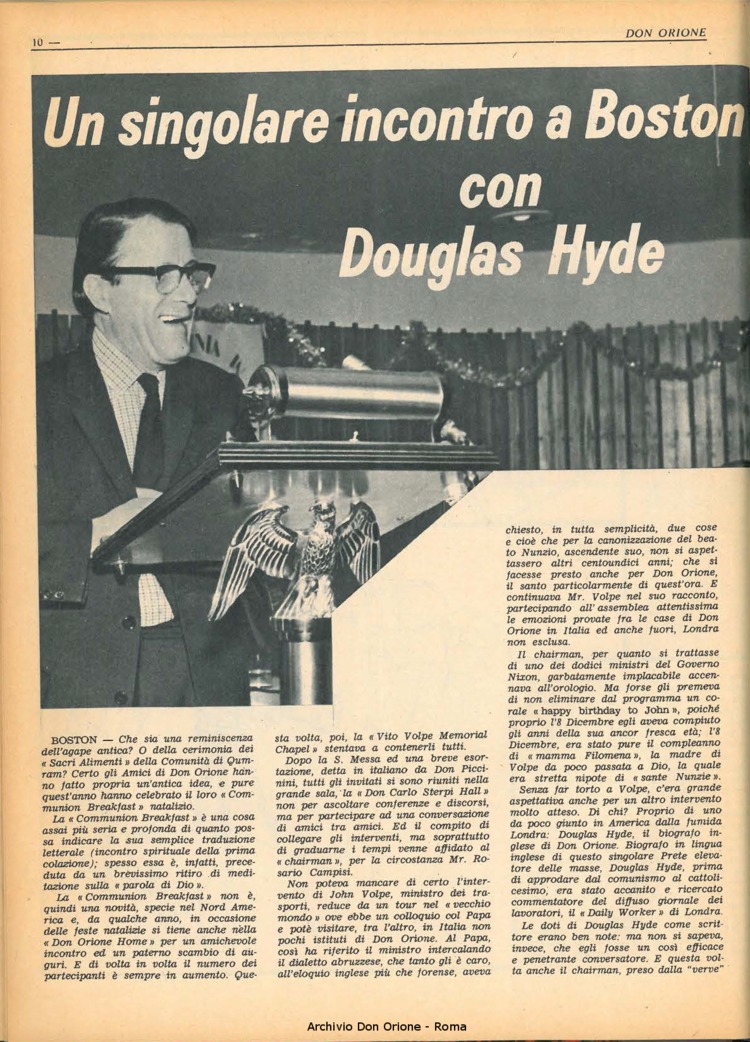 10 —
DON ORIONE
Un singolare incontro a Boston
con
Douglas Hyde
BOSTON — Che sia una reminiscenza
dell'agape antica? O della cerimonia dei
« Sacri Alimenti » della Comunità di Qum-
ram? Certo gli Amici di Don Orione han-
no fatto propria un'antica idea, e pure
quest'anno hanno celebrato il loro « Com-
munion Breakfast » natalizio.
La « Communion Breakfast » è una cosa
assai più seria e profonda di quanto pos-
sa indicare la sua semplice traduzione
letterale (incontro spirituale della prima
colazione); spesso essa è, infatti, prece-
duta da un brevissimo ritiro di medi-
tazione sulla « parola di Dio ».
La « Communion Breakfast » non è,
quindi una novità, specie nel Nord Ame-
rica e, da qualche anno, in occasione
delle feste natalizie si tiene anche nella
« Don Orione Home » per un amichevole
incontro ed un paterno scambio di au-
guri. E di volta in volta il numero dei
partecipanti è sempre in aumento. Que-
sta volta, poi, la « Vito Volpe Memorial
Chapel » stentava a contenerli tutti.
Dopo la S. Messa ed una breve esor-
tazione, detta in italiano da Don Picci-
nini, tutti gli invitati si sono riuniti nella
grande sala, la « Don Carlo Sterpi Hall »
non per ascoltare conferenze e discorsi,
ma per partecipare ad una conversazione
di amici tra amici. Ed il compito di
collegare gli interventi, ma soprattutto
di graduarne i tempi venne affidato al
« chairman », per la circostanza Mr. Ro-
sario Campisi.
Non poteva mancare di certo l'inter-
vento di John Volpe, ministro dei tra-
sporti, reduce da un tour nel « vecchio
mondo » ove ebbe un colloquio col Papa
e potè visitare, tra l'altro, in Italia non
pochi istituti di Don Orione. Al Papa,
così ha riferito il ministro intercalando
il dialetto abruzzese, che tanto gli è caro,
all'eloquio inglese più che forense, aveva
chiesto, in tutta semplicità, due cose
e cioè che per la canonizzazione del bea-
to Nunzio, ascendente suo, non si aspet-
tassero altri centoundici anni; che si
facesse presto anche per Don Orione,
il santo particolarmente di quest'ora. E
continuava Mr. Volpe nel suo racconto,
partecipando all' assemblea attentissima
le emozioni provate fra le case di Don
Orione in Italia ed anche fuori, Londra
non esclusa.
Il chairman, per quanto si trattasse
di uno dei dodici ministri del Governo
Nixon, garbatamente implacabile accen-
nava all'orologio. Ma forse gli premeva
di non eliminare dal programma un co-
rale « happy birthday to John », poiché
proprio l'8 Dicembre egli aveva compiuto
gli anni della sua ancor fresca età; l'8
Dicembre, era stato pure il compleanno
di « mamma Filomena », la madre di
Volpe da poco passata a Dio, la quale
era stretta nipote di « sante Nunzie ».
Senza far torto a Volpe, c'era grande
aspettativa anche per un altro intervento
molto atteso. Di chi? Proprio di uno
da poco giunto in America dalla fumida
Londra: Douglas Hyde, il biografo in-
glese di Don Orione. Biografo in lingua
inglese di questo singolare Prete eleva-
tore delle masse, Douglas Hyde, prima
di approdare dal comunismo al cattoli-
cesimo, era stato accanito e ricercato
commentatore del diffuso giornale dei
lavoratori, il « Daily Worker » di Londra.
Le doti di Douglas Hyde come scrit-
tore erano ben note; ma non si sapeva,
invece, che egli fosse un così efficace
e penetrante conversatore. E questa vol-
ta anche il chairman, preso dalla "verve"
Archivio Don Orione - Roma